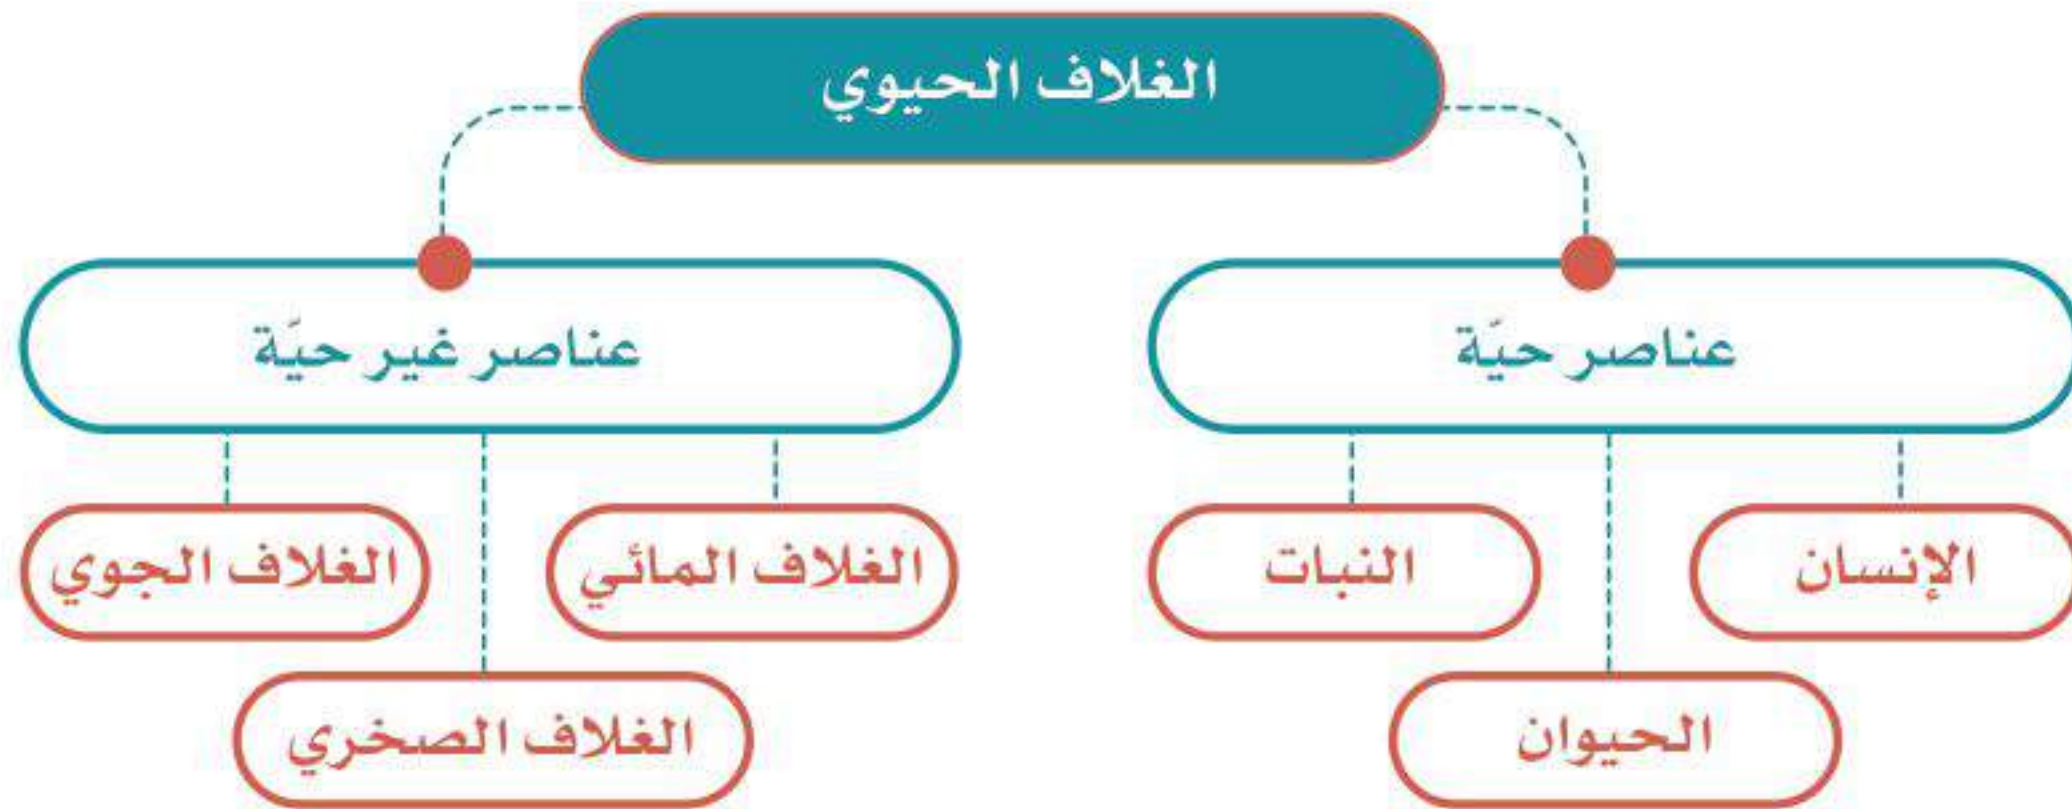 الغلاف الحيوي
عناصر حيَّة
عناصر غير حيَّة
الإنسان
النبات
الحيوان
الغلاف المائي
الغلاف الجوي
الغلاف الصخري